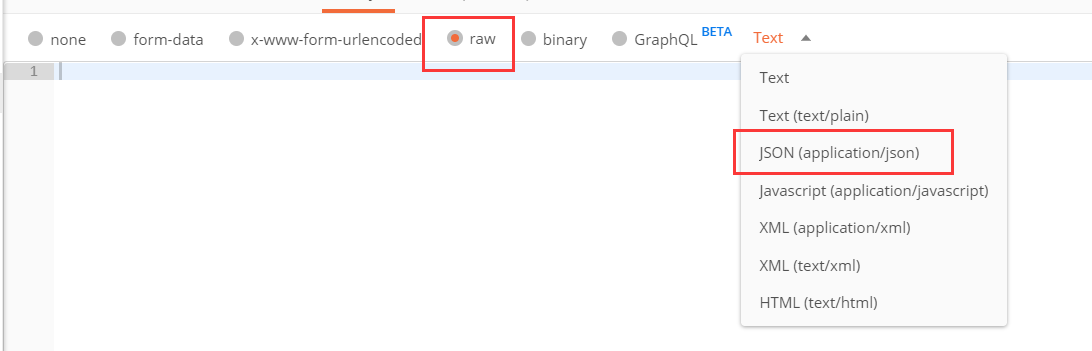 none form-data x-www-form-urlencoded raw binary GraphQL BETA Text
1
Text
Text (text/plain)
JSON (application/json)
Javascript (application/javascript)
XML (application/xml)
XML (text/xml)
HTML (text/html)